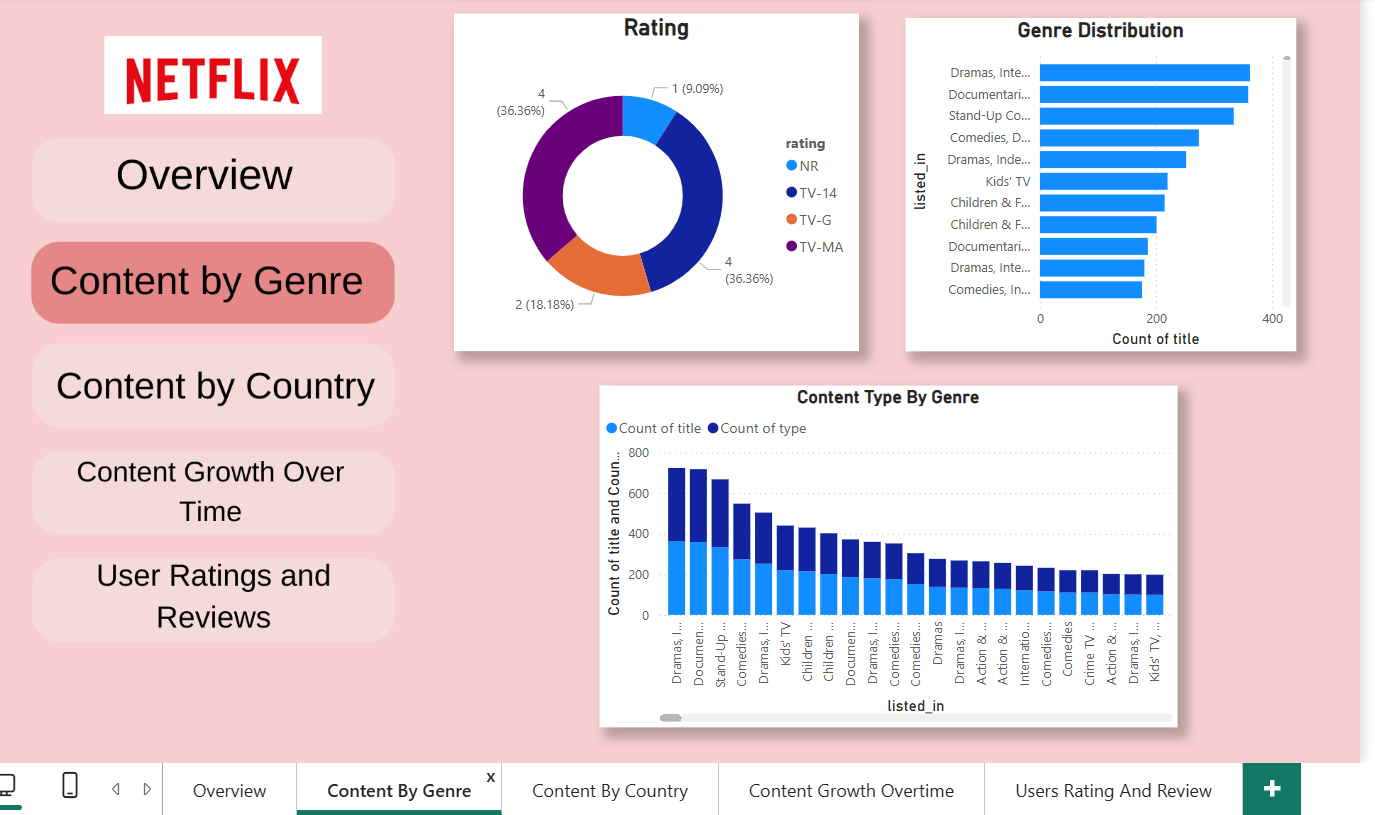 NETFLIX
Overview
Content by Genre
Content by Country
Content Growth Over
Time
User Ratings and
Reviews
Rating
1 (9.09%)
4
(36.36%)
4
(36.36%)
2 (18.18%)
rating
NR
TV-14
TV-G
TV-MA
Genre Distribution
listed_in
Dramas, Inte...
Documentari...
Stand-Up Co...
Comedies, D...
Dramas, Inde...
Kids' TV
Children & F...
Children & F...
Documentari...
Dramas, Inte...
Comedies, In...
0 200 400
Count of title
Content Type By Genre
Count of title Count of type
Count of title and Coun...
800
600
400
200
0
Dramas, I...
Documen...
Stand-Up ...
Comedies...
Dramas, I...
Kids' TV
Children ...
Children ...
Documen...
Dramas, I...
Comedies...
Comedies...
Dramas
Dramas, I...
Action & ...
Action & ...
Internatio...
Comedies...
Comedies
Crime TV ...
Action & ...
Dramas, I...
Kids' TV, ...
listed_in
Overview
Content By Genre
x
Content By Country
Content Growth Overtime
Users Rating And Review
+